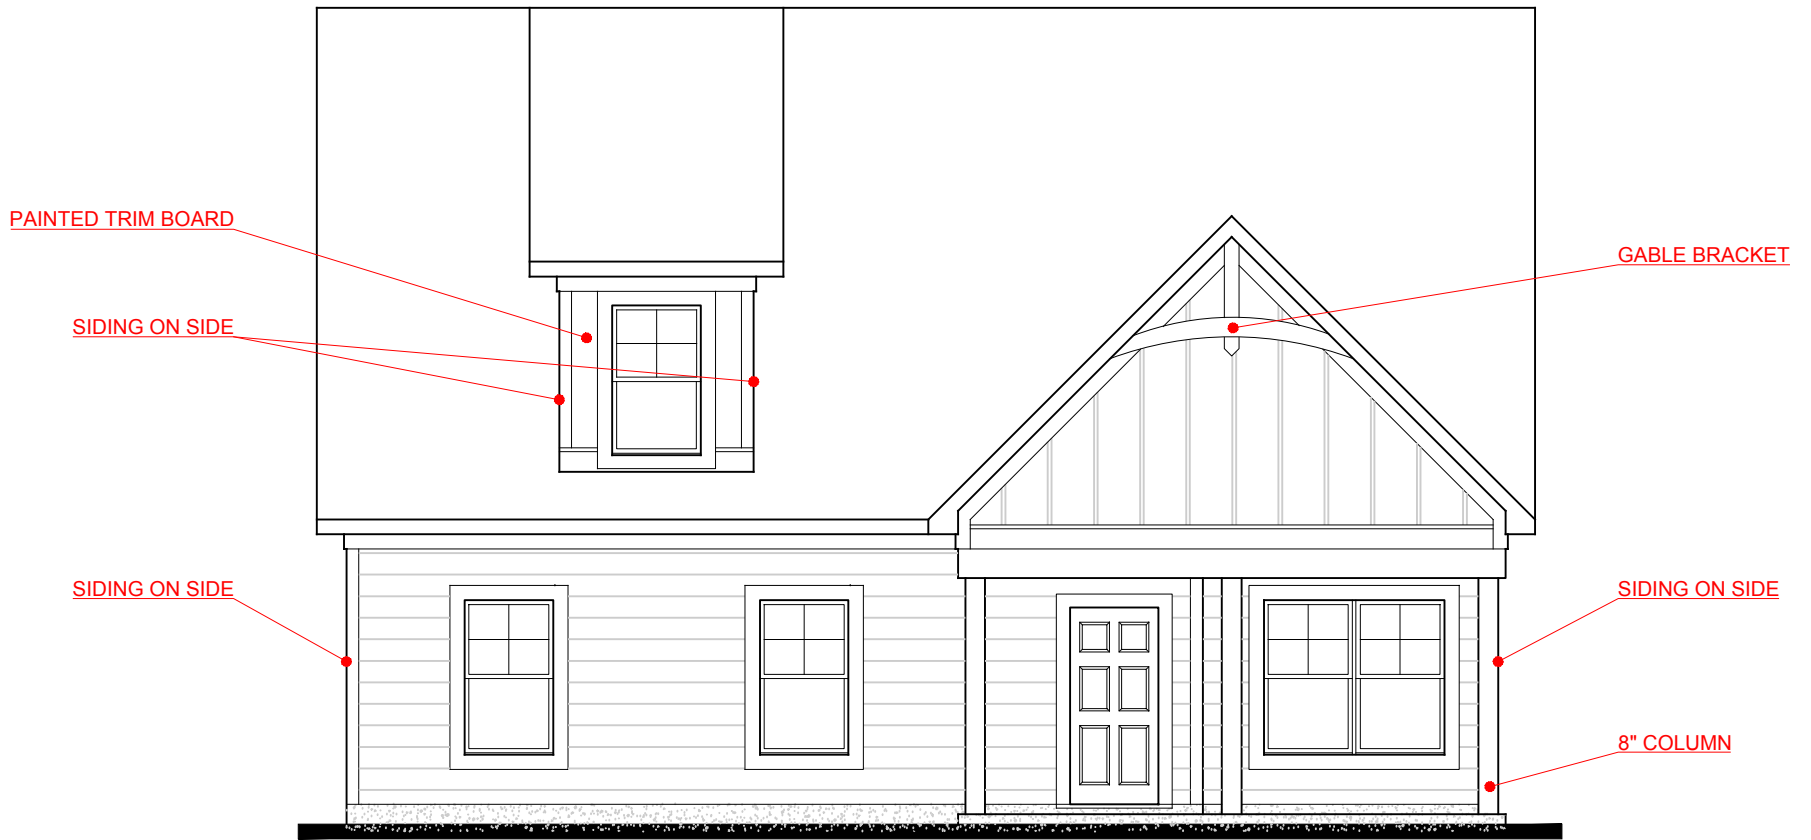 PAINTED TRIM BOARD
GABLE BRACKET
SIDING ON SIDE
SIDING ON SIDE
SIDING ON SIDE
8" COLUMN